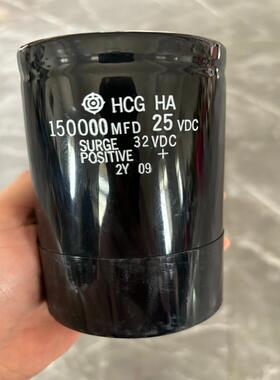 HCG HA
150000 MFD 25 VDC
SURGE 32 VDC
POSITIVE +
2Y 09